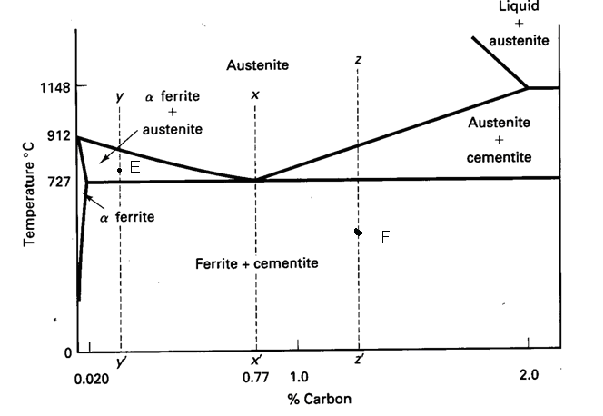 Liquid
+
austenite
Austenite
z
1148
y
α ferrite
+
austenite
x
Austenite
+
cementite
912
E
727
α ferrite
F
Ferrite + cementite
Temperature °C
0
y'
x'
z'
0.020
0.77
1.0
2.0
% Carbon